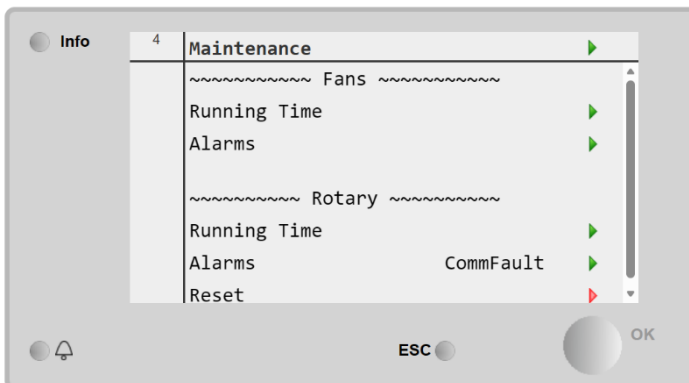 Info
4
Maintenance
~~~~~~~~~~~ Fans ~~~~~~~~~~~
Running Time
Alarms
~~~~~~~~~~ Rotary ~~~~~~~~~~
Running Time
Alarms CommFault
Reset
ESC
OK